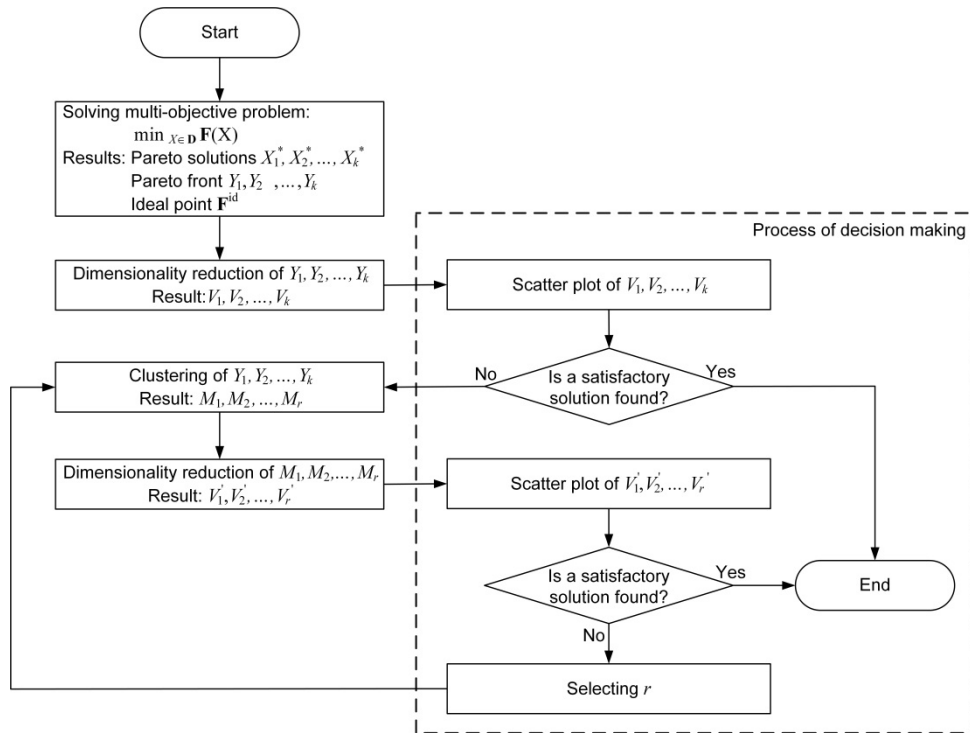 Start
Solving multi-objective problem:
min X∈D F(X)
Results: Pareto solutions X₁*, X₂*, ..., Xₖ*
Pareto front Y₁, Y₂ , ..., Yₖ
Ideal point Fⁱᵈ
Process of decision making
Dimensionality reduction of Y₁, Y₂, ..., Yₖ
Result: V₁, V₂, ..., Vₖ
Scatter plot of V₁, V₂, ..., Vₖ
Clustering of Y₁, Y₂, ..., Yₖ
Result: M₁, M₂, ..., Mᵣ
No
Is a satisfactory
solution found?
Yes
Dimensionality reduction of M₁, M₂, ..., Mᵣ
Result: V₁', V₂', ..., Vᵣ'
Scatter plot of V₁', V₂', ..., Vᵣ'
Is a satisfactory
solution found?
Yes
End
No
Selecting r